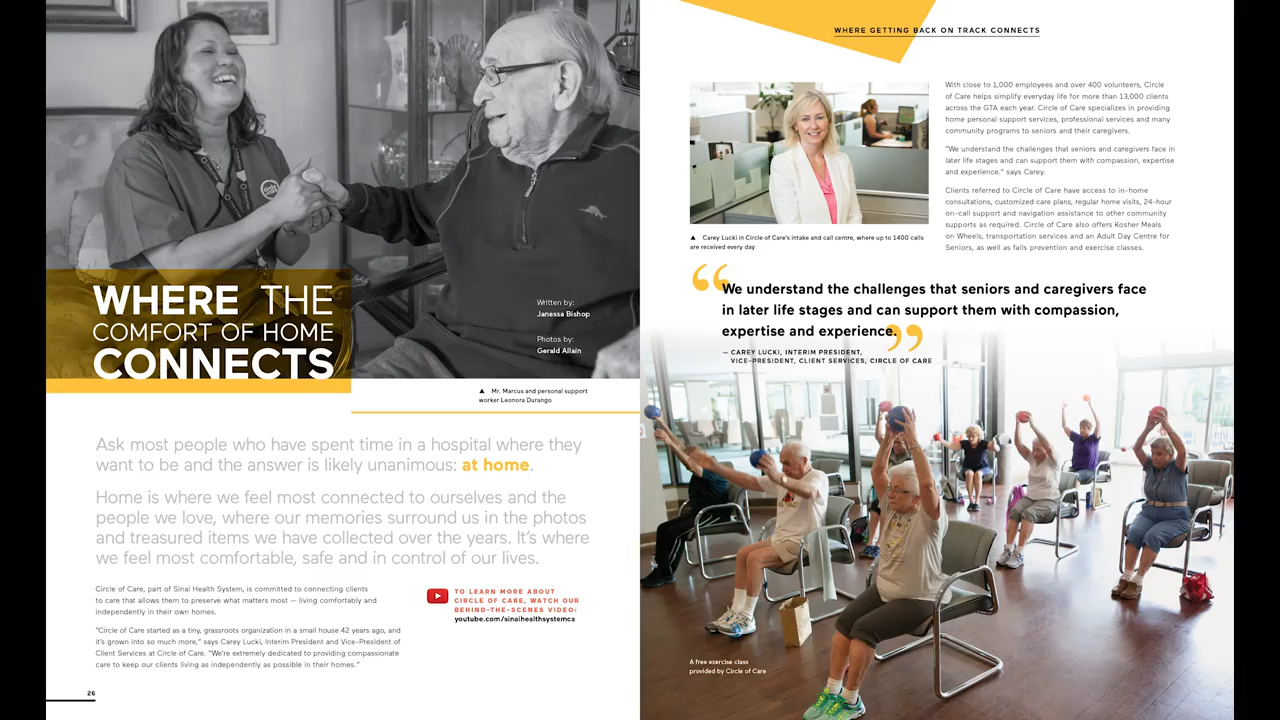 WHERE THE
COMFORT OF HOME
CONNECTS
Written by:
Janessa Bishop
Photos by:
Gerald Allain
▲ Mr. Marcus and personal support
worker Leonora Durango
Ask most people who have spent time in a hospital where they
want to be and the answer is likely unanimous: at home.
Home is where we feel most connected to ourselves and the
people we love, where our memories surround us in the photos
and treasured items we have collected over the years. It's where
we feel most comfortable, safe and in control of our lives.
Circle of Care, part of Sinai Health System, is committed to connecting clients
to care that allows them to preserve what matters most — living comfortably and
independently in their own homes.
"Circle of Care started as a tiny, grassroots organization in a small house 42 years ago, and
it's grown into so much more," says Carey Lucki, Interim President and Vice-President of
Client Services at Circle of Care. "We're extremely dedicated to providing compassionate
care to keep our clients living as independently as possible in their homes."
TO LEARN MORE ABOUT
CIRCLE OF CARE, WATCH OUR
BEHIND-THE-SCENES VIDEO:
youtube.com/sinaihealthsystemca
26
WHERE GETTING BACK ON TRACK CONNECTS
▲ Carey Lucki in Circle of Care's intake and call centre, where up to 1400 calls
are received every day
With close to 1,000 employees and over 400 volunteers, Circle
of Care helps simplify everyday life for more than 13,000 clients
across the GTA each year. Circle of Care specializes in providing
home personal support services, professional services and many
community programs to seniors and their caregivers.
"We understand the challenges that seniors and caregivers face in
later life stages and can support them with compassion, expertise
and experience." says Carey.
Clients referred to Circle of Care have access to in-home
consultations, customized care plans, regular home visits, 24-hour
on-call support and navigation assistance to other community
supports as required. Circle of Care also offers Kosher Meals
on Wheels, transportation services and an Adult Day Centre for
Seniors, as well as falls prevention and exercise classes.
“We understand the challenges that seniors and caregivers face
in later life stages and can support them with compassion,
expertise and experience.”
— CAREY LUCKI, INTERIM PRESIDENT,
VICE-PRESIDENT, CLIENT SERVICES, CIRCLE OF CARE
A free exercise class
provided by Circle of Care